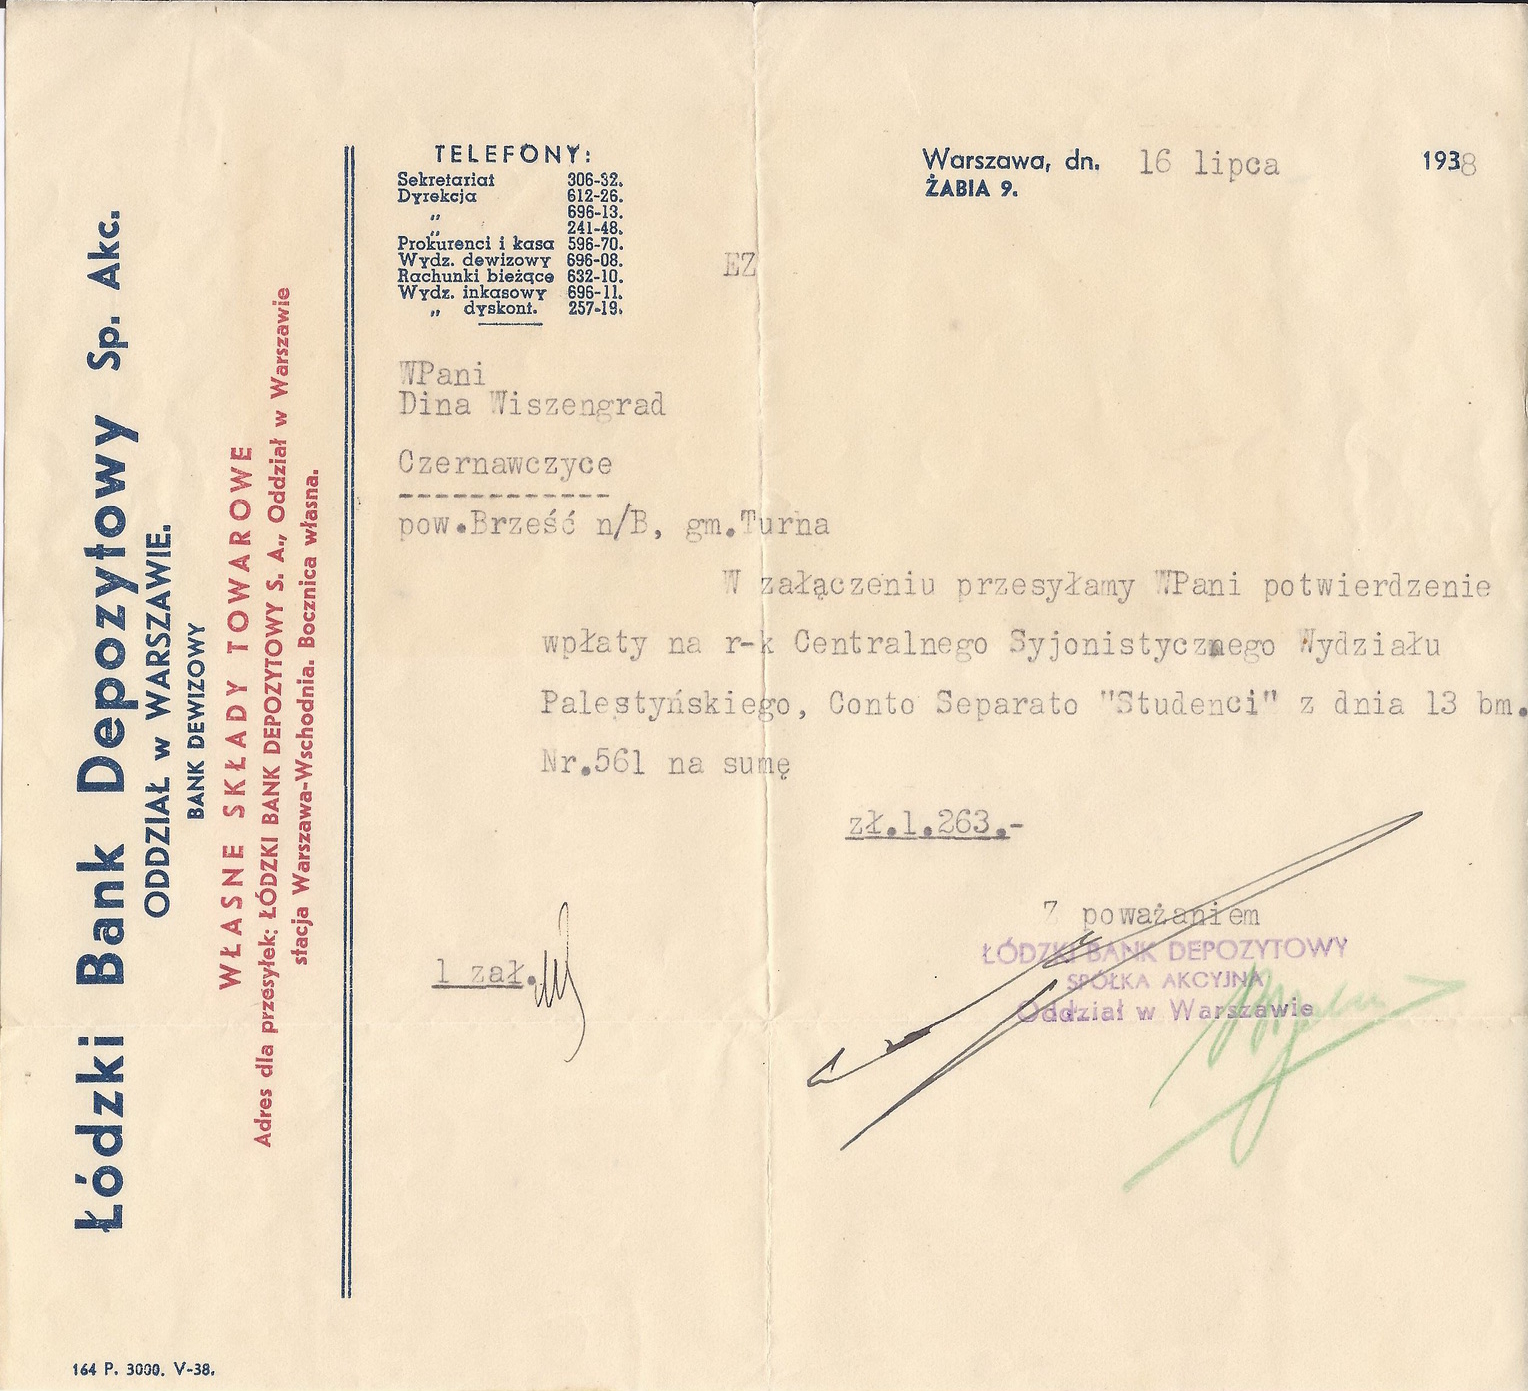 Łódzki Bank Depozytowy Sp. Akc.
ODDZIAŁ w WARSZAWIE.
BANK DEWIZOWY
WŁASNE SKŁADY TOWAROWE
Adres dla przesyłek: ŁÓDZKI BANK DEPOZYTOWY S. A., Oddział w Warszawie
stacja Warszawa-Wschodnia. Bocznica własna.
TELEFONY:
Sekretariat 306-32.
Dyrekcja 612-26.
„ 696-13.
„ 241-48.
Prokurenci i kasa 596-70.
Wydz. dewizowy 696-08.
Rachunki bieżące 632-10.
Wydz. inkasowy 696-11.
„ dyskont. 257-19.
Warszawa, dn. 16 lipca 1938
ŻABIA 9.
EZ
WPani
Dina Wiszengrad
Czernawczyce
------------
pow.Brześć n/B, gm.Turna
W załączeniu przesyłamy WPani potwierdzenie
wpłaty na r-k Centralnego Syjonistycznego Wydziału
Palestyńskiego, Conto Separato "Studenci" z dnia 13 bm.
Nr.561 na sumę
zł.1.263.-
Z poważaniem
ŁÓDZKI BANK DEPOZYTOWY
SPÓŁKA AKCYJNA
Oddział w Warszawie
1 zał.
164 P. 3000. V-38.